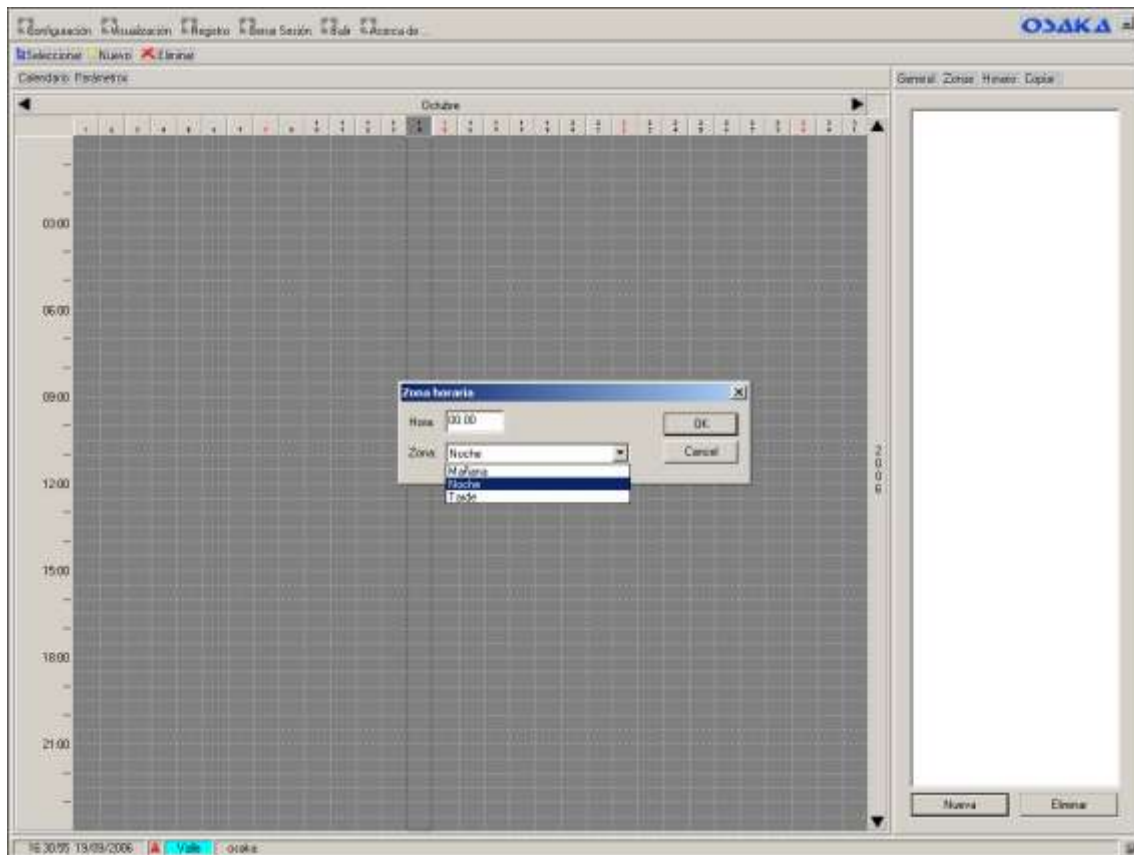 Configuración Visualización Registro Cerrar Sesión Salir Acerca de... OSAKA
Seleccionar Nuevo Eliminar
Calendario Parámetros General Zonas Horario Copiar
Octubre
03:00
06:00
09:00
Zona horaria
Hora: 00:00 OK
Zona: Noche Cancel
Mañana
Noche
Tarde
2006
12:00
15:00
18:00
21:00
Nueva Eliminar
16:30:55 19/09/2006 A Valle osaka